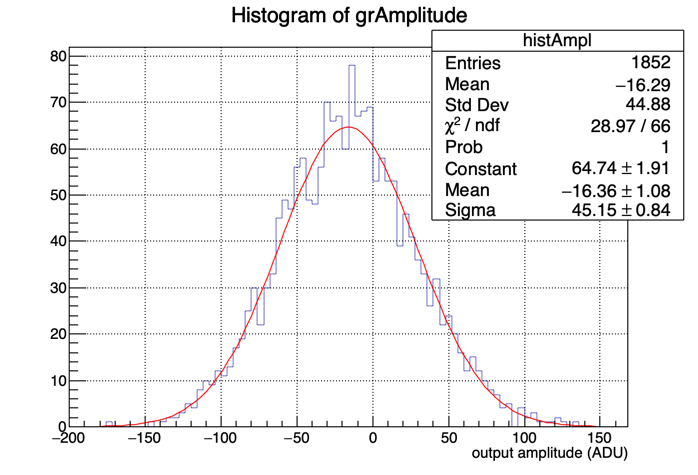 Histogram of grAmplitude
histAmpl
Entries 1852
Mean −16.29
Std Dev 44.88
χ² / ndf 28.97 / 66
Prob 1
Constant 64.74 ± 1.91
Mean −16.36 ± 1.08
Sigma 45.15 ± 0.84
80
70
60
50
40
30
20
10
0
−200 −150 −100 −50 0 50 100 150
output amplitude (ADU)